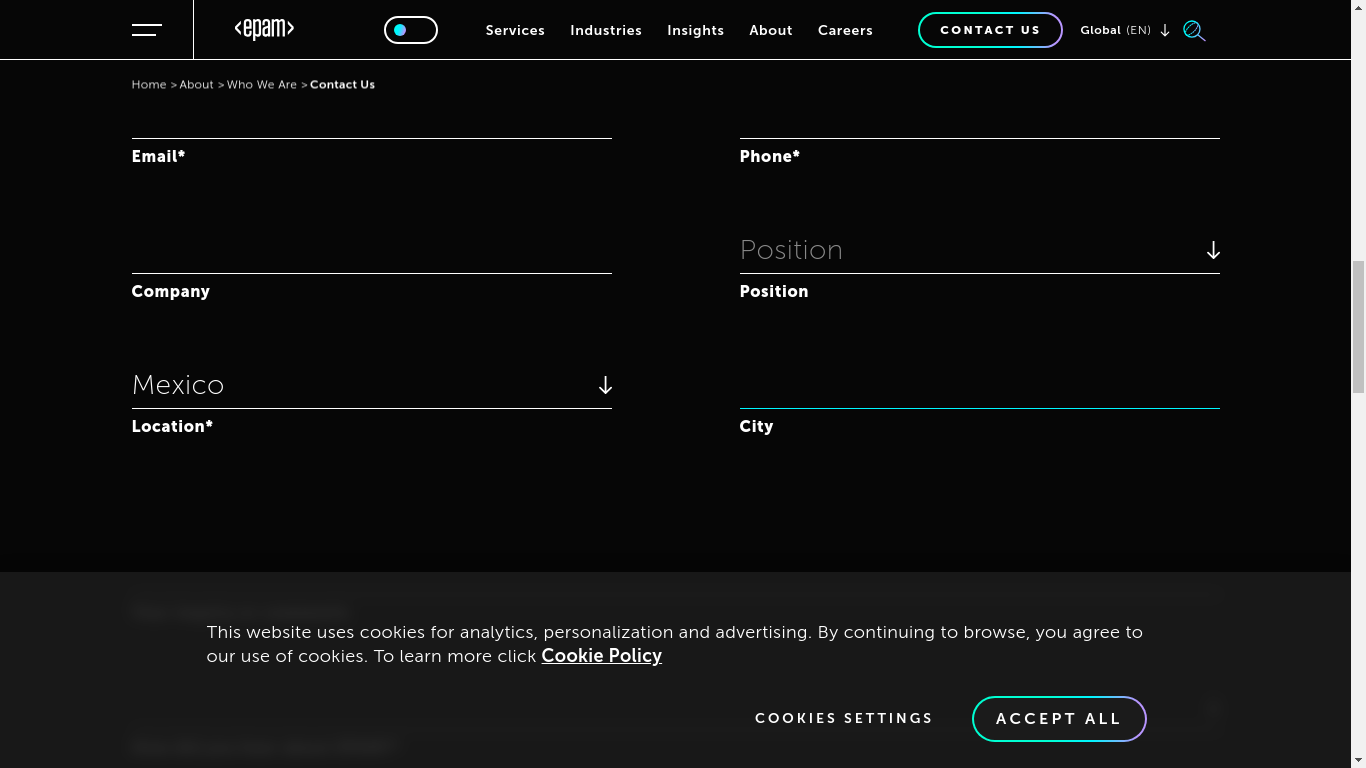 <epam>
Services
Industries
Insights
About
Careers
CONTACT US
Global (EN)
Home > About > Who We Are > Contact Us
Email*
Phone*
Position
Company
Position
Mexico
Location*
City
This website uses cookies for analytics, personalization and advertising. By continuing to browse, you agree to
our use of cookies. To learn more click Cookie Policy
COOKIES SETTINGS
ACCEPT ALL